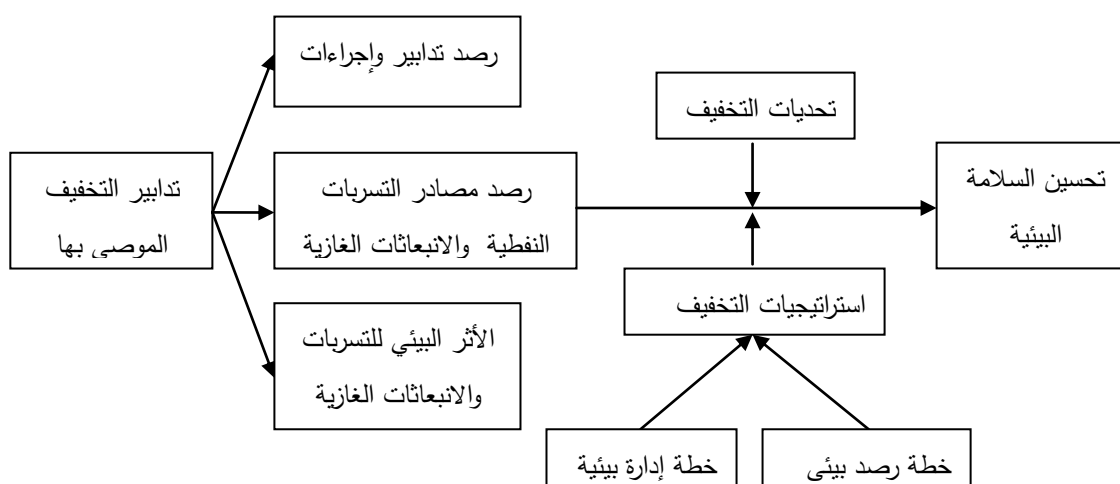 رصد تدابير وإجراءات
تحديات التخفيف
تدابير التخفيف
الموصى بها
رصد مصادر التسربات
النفطية والانبعاثات الغازية
تحسين السلامة
البيئية
استراتيجيات التخفيف
الأثر البيئي للتسربات
والانبعاثات الغازية
خطة إدارة بيئية
خطة رصد بيئي